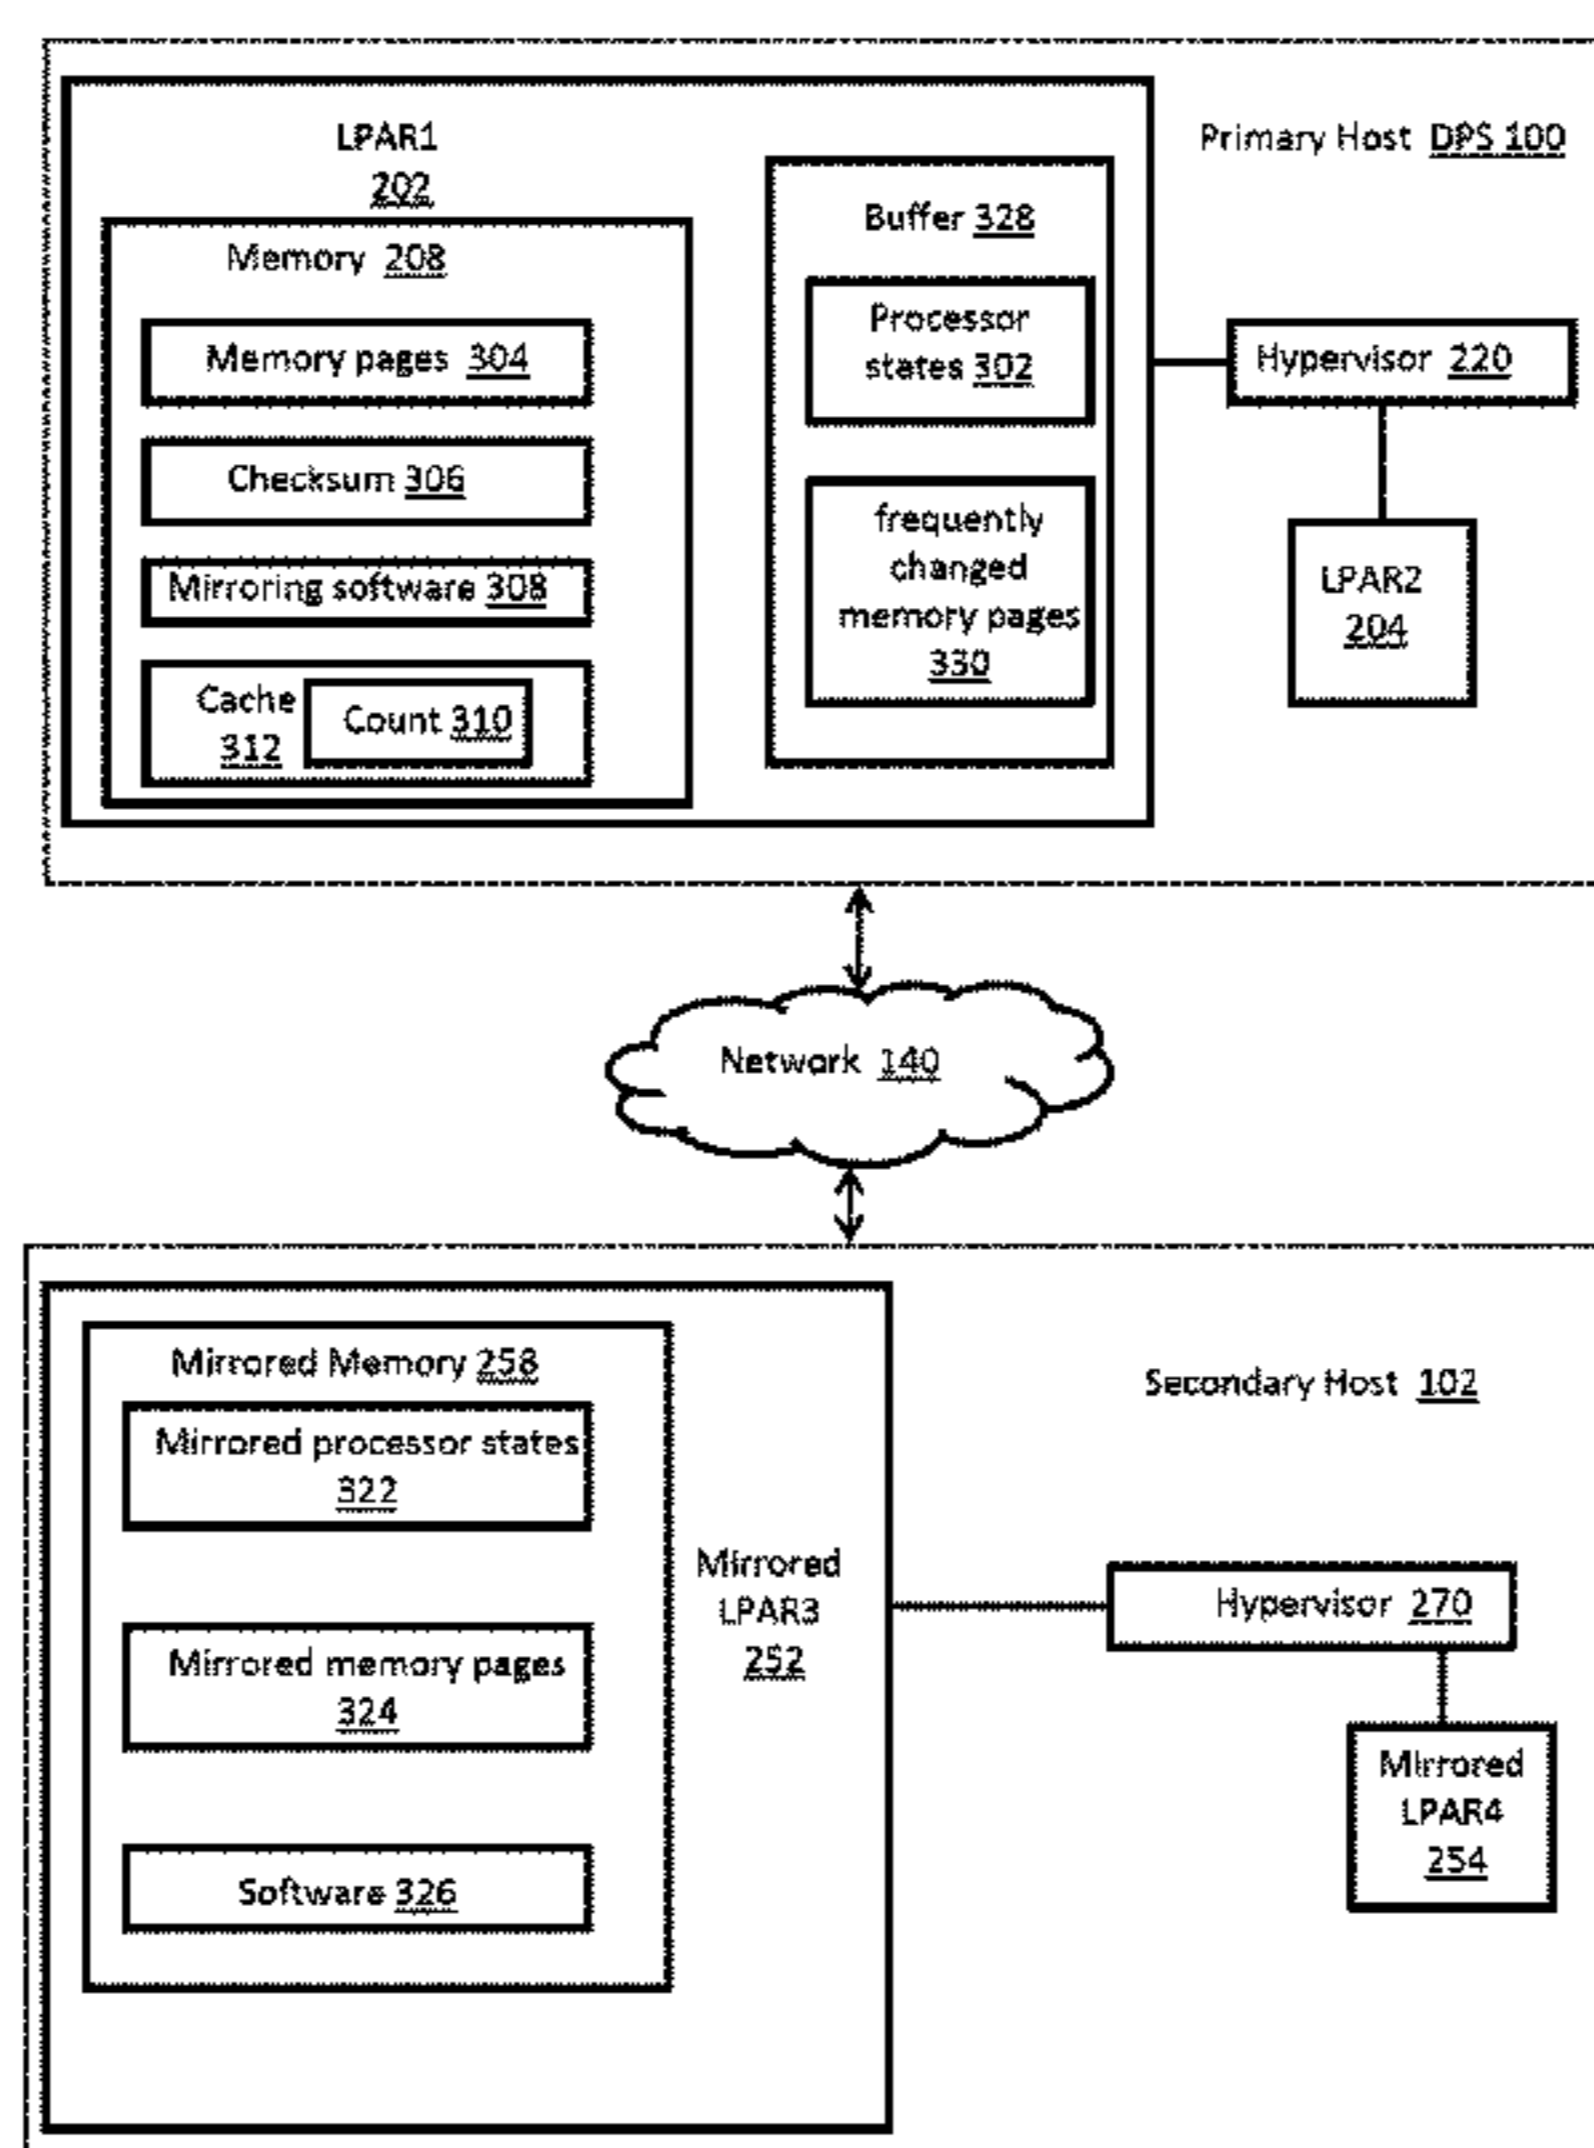 Primary Host DPS 100
LPAR1
202
Memory 208
Memory pages 304
Checksum 306
Mirroring software 308
Cache
312
Count 310
Buffer 328
Processor
states 302
frequently
changed
memory pages
330
Hypervisor 220
LPAR2
204
Network 140
Secondary Host 102
Mirrored Memory 258
Mirrored processor states
322
Mirrored memory pages
324
Software 326
Mirrored
LPAR3
252
Hypervisor 270
Mirrored
LPAR4
254